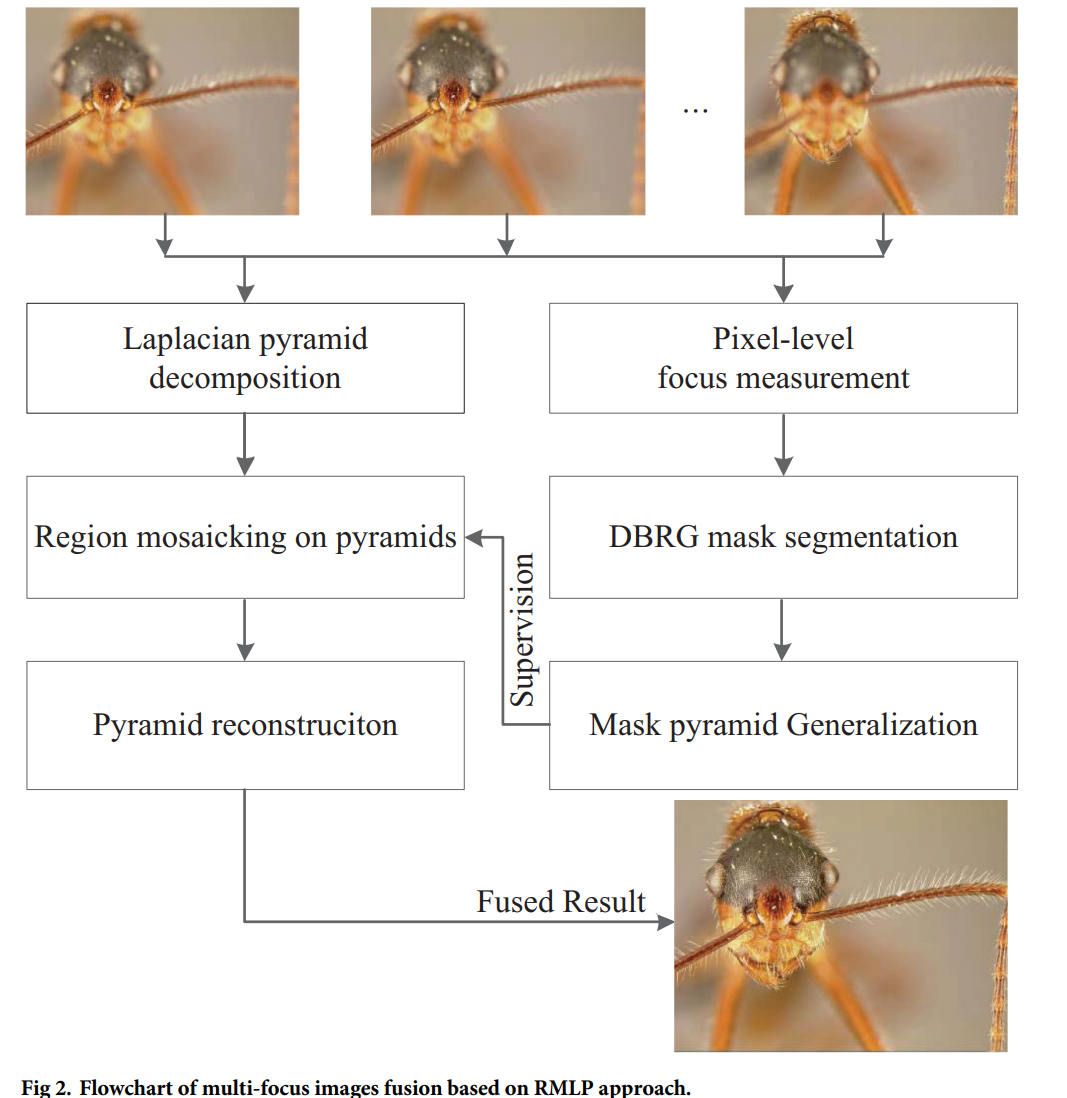 ...
Laplacian pyramid
decomposition
Pixel-level
focus measurement
Region mosaicking on pyramids
DBRG mask segmentation
Supervision
Pyramid reconstruciton
Mask pyramid Generalization
Fused Result
Fig 2. Flowchart of multi-focus images fusion based on RMLP approach.